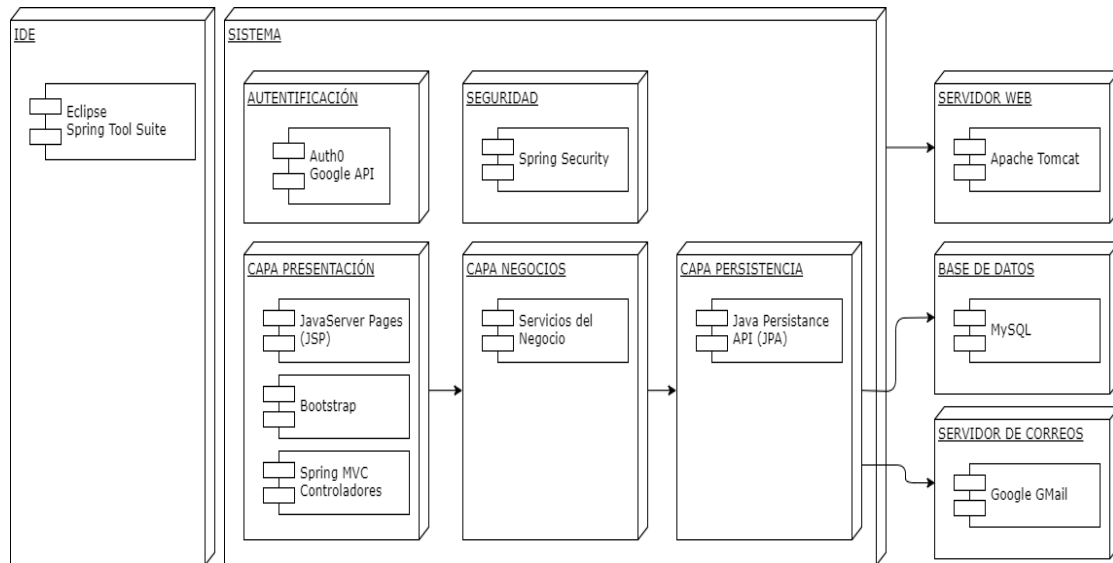 IDE
Eclipse
Spring Tool Suite
SISTEMA
AUTENTIFICACIÓN
Auth0
Google API
SEGURIDAD
Spring Security
SERVIDOR WEB
Apache Tomcat
CAPA PRESENTACIÓN
JavaServer Pages
(JSP)
Bootstrap
Spring MVC
Controladores
CAPA NEGOCIOS
Servicios del
Negocio
CAPA PERSISTENCIA
Java Persistance
API (JPA)
BASE DE DATOS
MySQL
SERVIDOR DE CORREOS
Google GMail